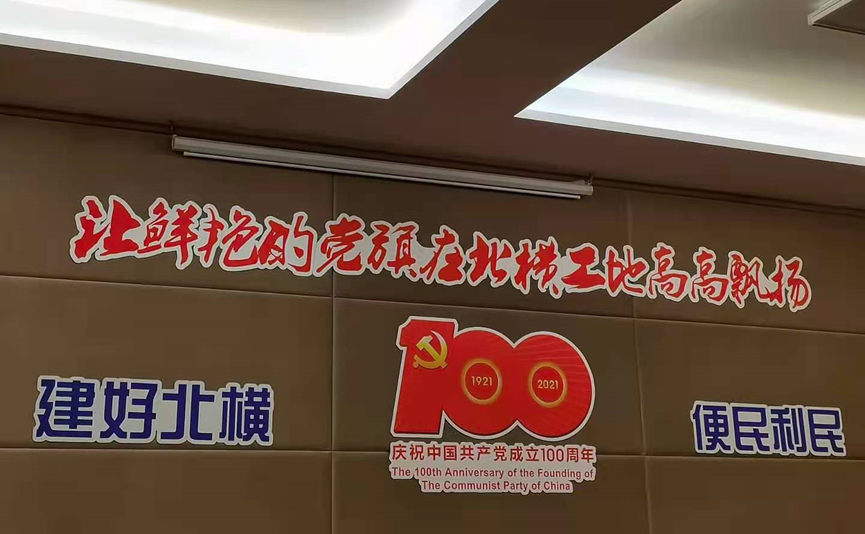 让鲜艳的党旗在北横工地高高飘扬
建好北横
100
1921
2021
庆祝中国共产党成立100周年
The 100th Anniversary of the Founding of
The Communist Party of China
便民利民